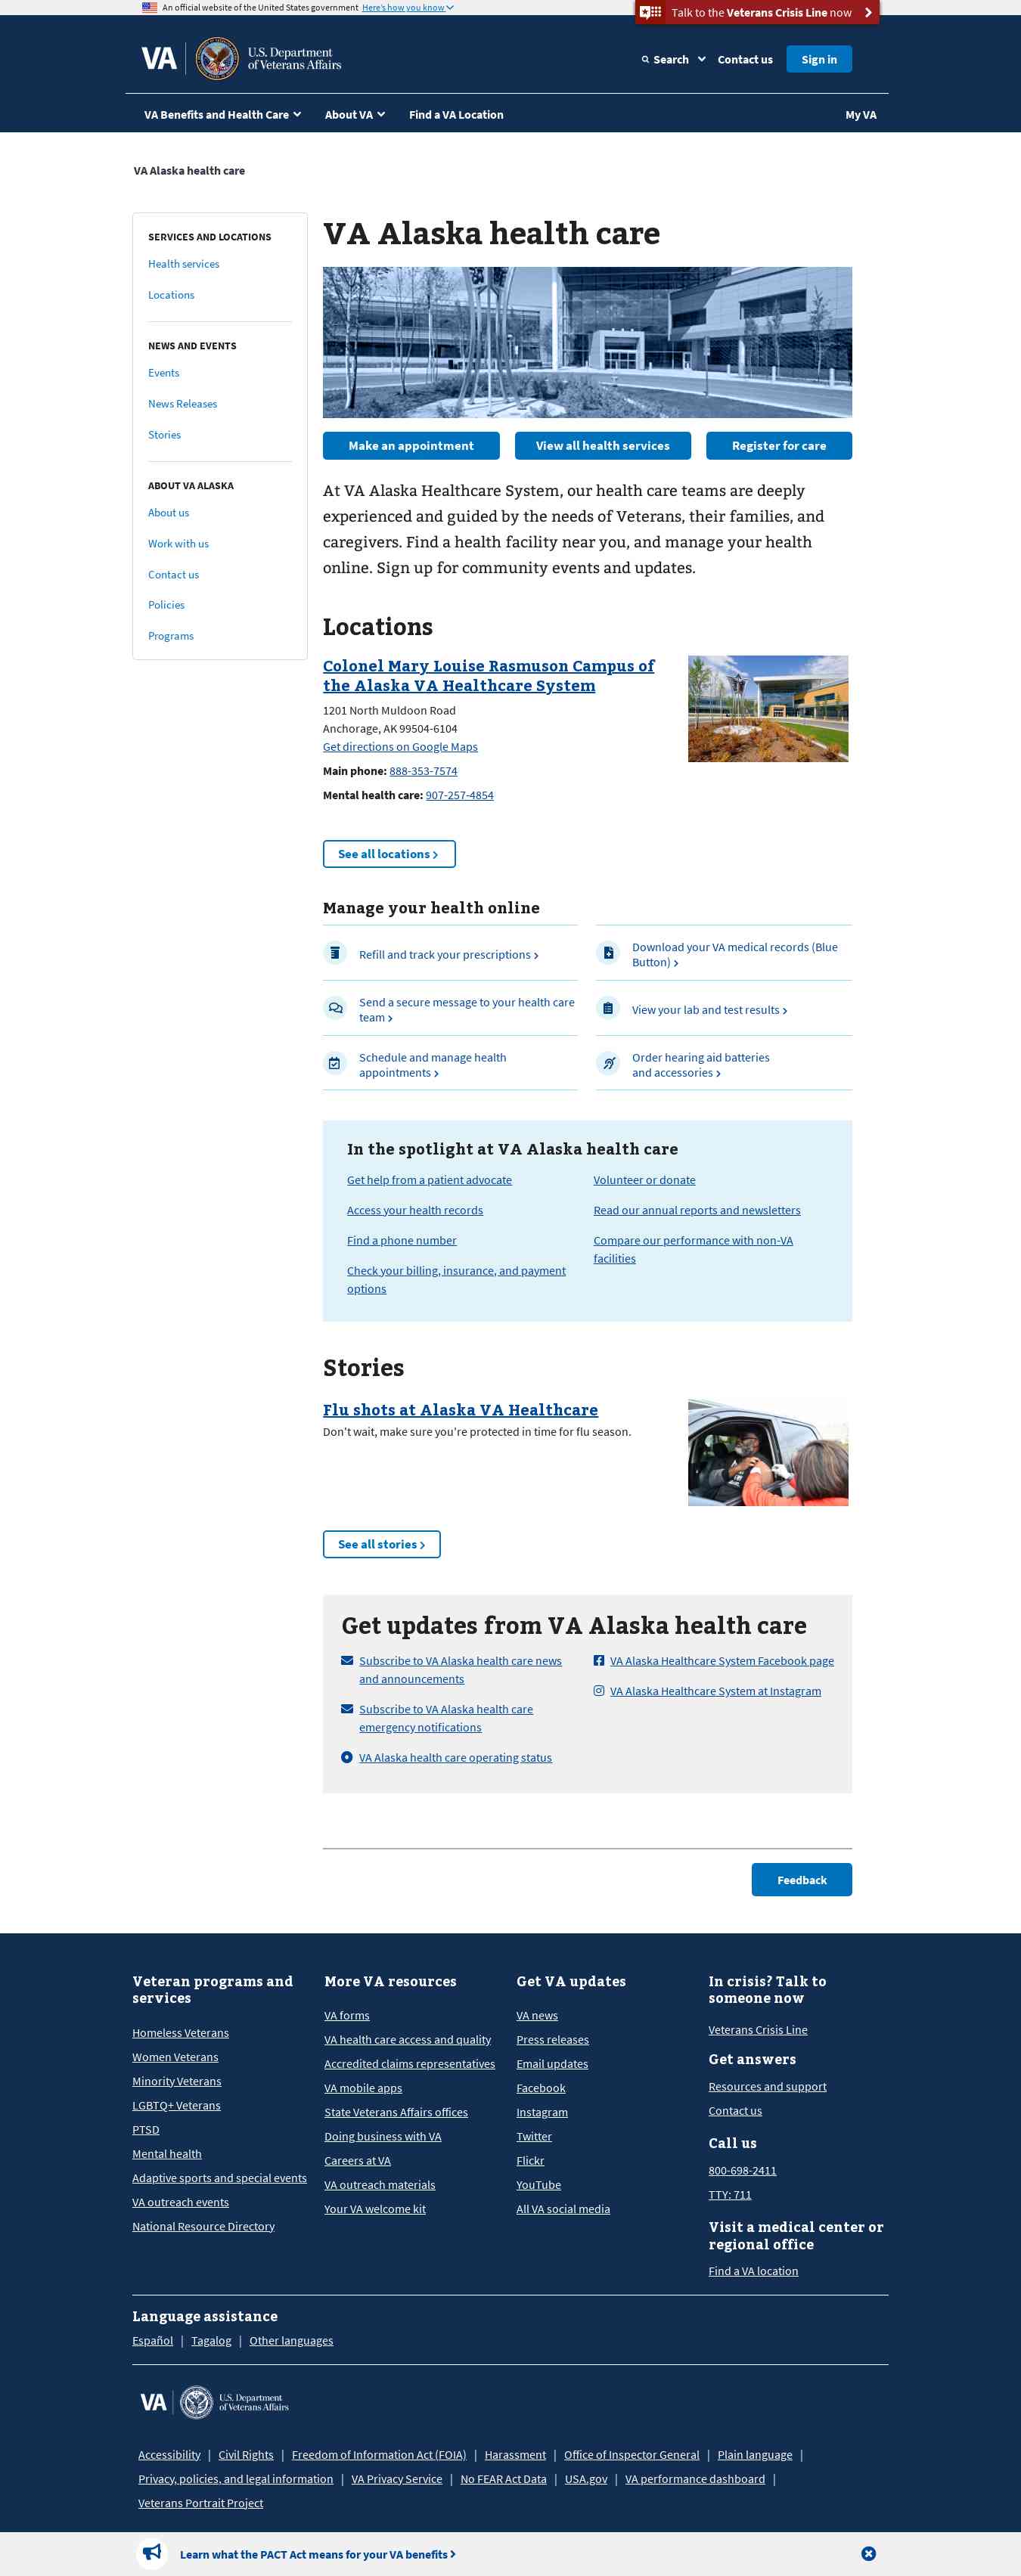 An official website of the United States government Here's how you know
Talk to the Veterans Crisis Line now
VA
U.S. Department
of Veterans Affairs
Search
Contact us
Sign in
VA Benefits and Health Care
About VA
Find a VA Location
My VA
VA Alaska health care
SERVICES AND LOCATIONS
Health services
Locations
NEWS AND EVENTS
Events
News Releases
Stories
ABOUT VA ALASKA
About us
Work with us
Contact us
Policies
Programs
VA Alaska health care
Make an appointment
View all health services
Register for care
At VA Alaska Healthcare System, our health care teams are deeply
experienced and guided by the needs of Veterans, their families, and
caregivers. Find a health facility near you, and manage your health
online. Sign up for community events and updates.
Locations
Colonel Mary Louise Rasmuson Campus of
the Alaska VA Healthcare System
1201 North Muldoon Road
Anchorage, AK 99504-6104
Get directions on Google Maps
Main phone: 888-353-7574
Mental health care: 907-257-4854
See all locations
Manage your health online
Refill and track your prescriptions
Send a secure message to your health care
team
Schedule and manage health
appointments
Download your VA medical records (Blue
Button)
View your lab and test results
Order hearing aid batteries
and accessories
In the spotlight at VA Alaska health care
Get help from a patient advocate
Access your health records
Find a phone number
Check your billing, insurance, and payment
options
Volunteer or donate
Read our annual reports and newsletters
Compare our performance with non-VA
facilities
Stories
Flu shots at Alaska VA Healthcare
Don't wait, make sure you're protected in time for flu season.
See all stories
Get updates from VA Alaska health care
Subscribe to VA Alaska health care news
and announcements
Subscribe to VA Alaska health care
emergency notifications
VA Alaska health care operating status
VA Alaska Healthcare System Facebook page
VA Alaska Healthcare System at Instagram
Feedback
Veteran programs and
services
Homeless Veterans
Women Veterans
Minority Veterans
LGBTQ+ Veterans
PTSD
Mental health
Adaptive sports and special events
VA outreach events
National Resource Directory
More VA resources
VA forms
VA health care access and quality
Accredited claims representatives
VA mobile apps
State Veterans Affairs offices
Doing business with VA
Careers at VA
VA outreach materials
Your VA welcome kit
Get VA updates
VA news
Press releases
Email updates
Facebook
Instagram
Twitter
Flickr
YouTube
All VA social media
In crisis? Talk to
someone now
Veterans Crisis Line
Get answers
Resources and support
Contact us
Call us
800-698-2411
TTY: 711
Visit a medical center or
regional office
Find a VA location
Language assistance
Español | Tagalog | Other languages
VA
U.S. Department
of Veterans Affairs
Accessibility | Civil Rights | Freedom of Information Act (FOIA) | Harassment | Office of Inspector General | Plain language |
Privacy, policies, and legal information | VA Privacy Service | No FEAR Act Data | USA.gov | VA performance dashboard |
Veterans Portrait Project
Learn what the PACT Act means for your VA benefits